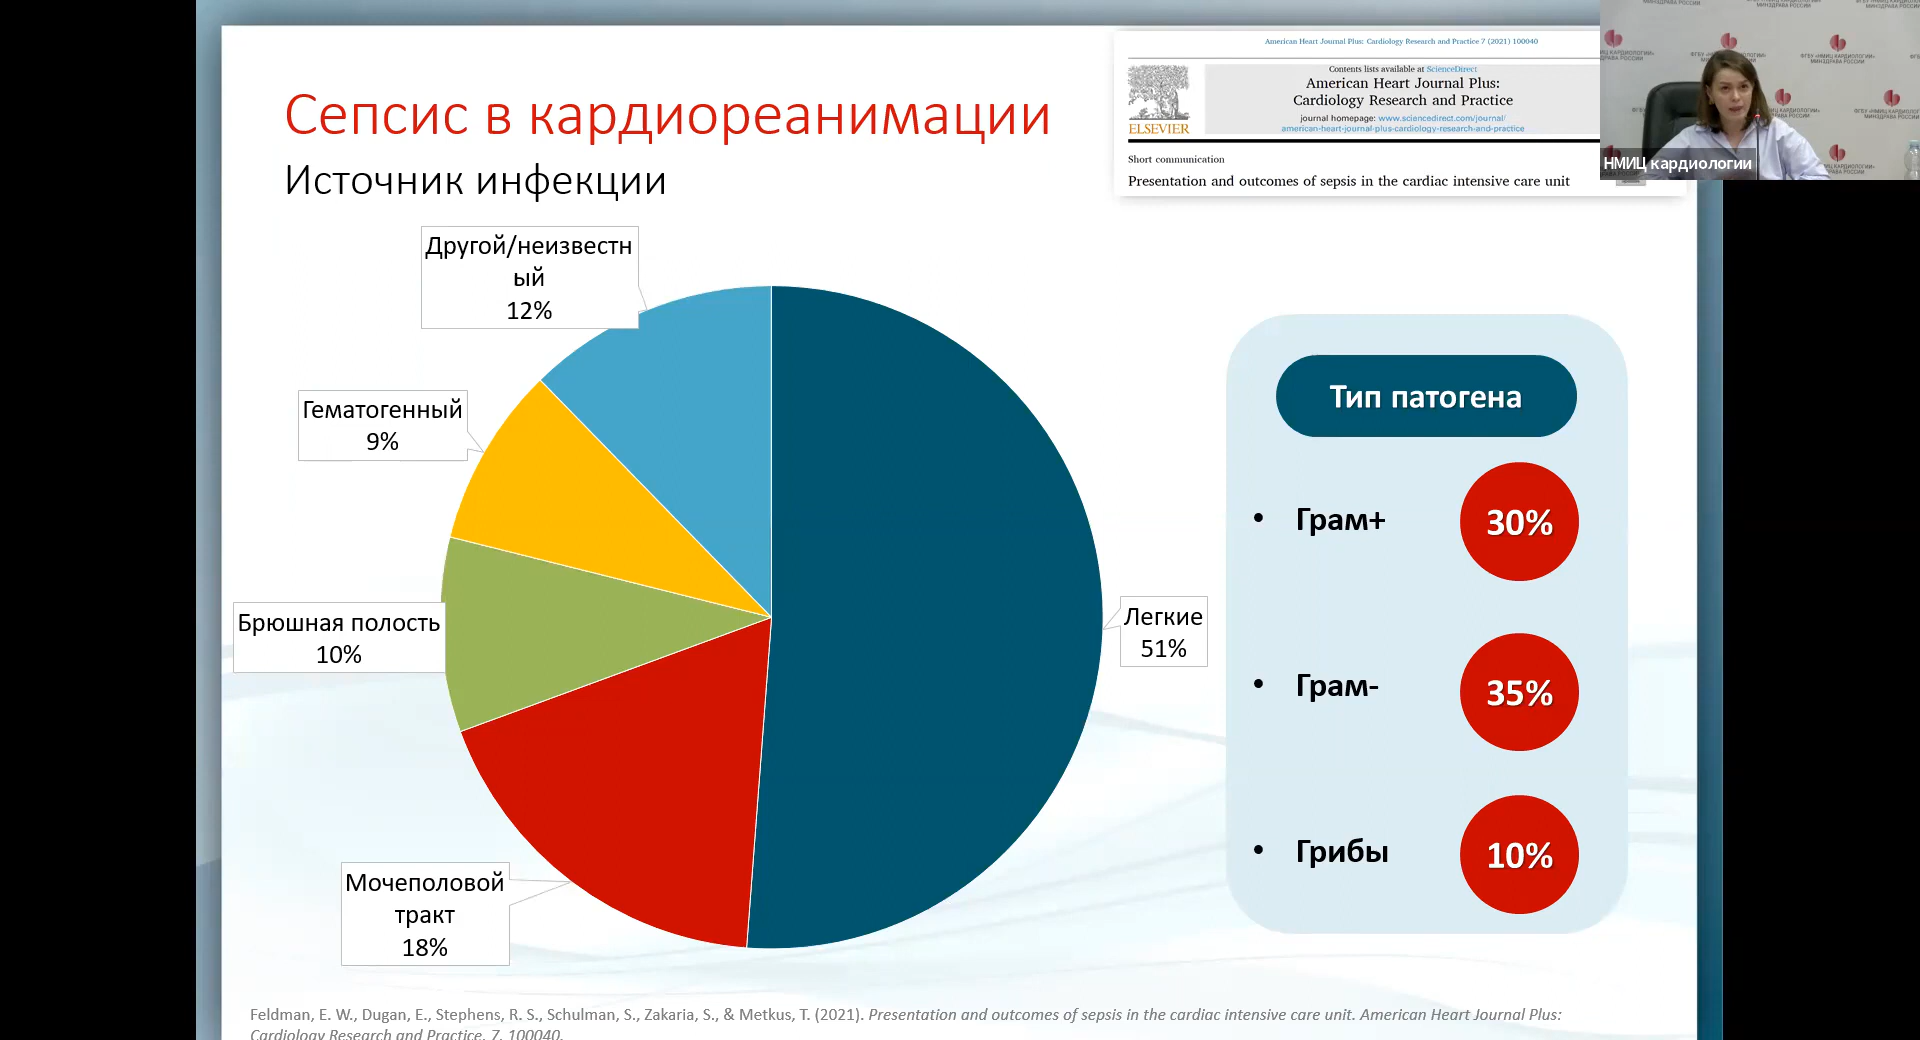 Сепсис в кардиореанимации
Источник инфекции
American Heart Journal Plus: Cardiology Research and Practice 7 (2021) 100040
Contents lists available at ScienceDirect
American Heart Journal Plus:
Cardiology Research and Practice
journal homepage: www.sciencedirect.com/journal/
american-heart-journal-plus-cardiology-research-and-practice
ELSEVIER
Short communication
Presentation and outcomes of sepsis in the cardiac intensive care unit
НМИЦ кардиологии
Другой/неизвестн
ый
12%
Гематогенный
9%
Брюшная полость
10%
Мочеполовой
тракт
18%
Легкие
51%
Тип патогена
• Грам+ 30%
• Грам- 35%
• Грибы 10%
Feldman, E. W., Dugan, E., Stephens, R. S., Schulman, S., Zakaria, S., & Metkus, T. (2021). Presentation and outcomes of sepsis in the cardiac intensive care unit. American Heart Journal Plus:
Cardiology Research and Practice, 7, 100040.